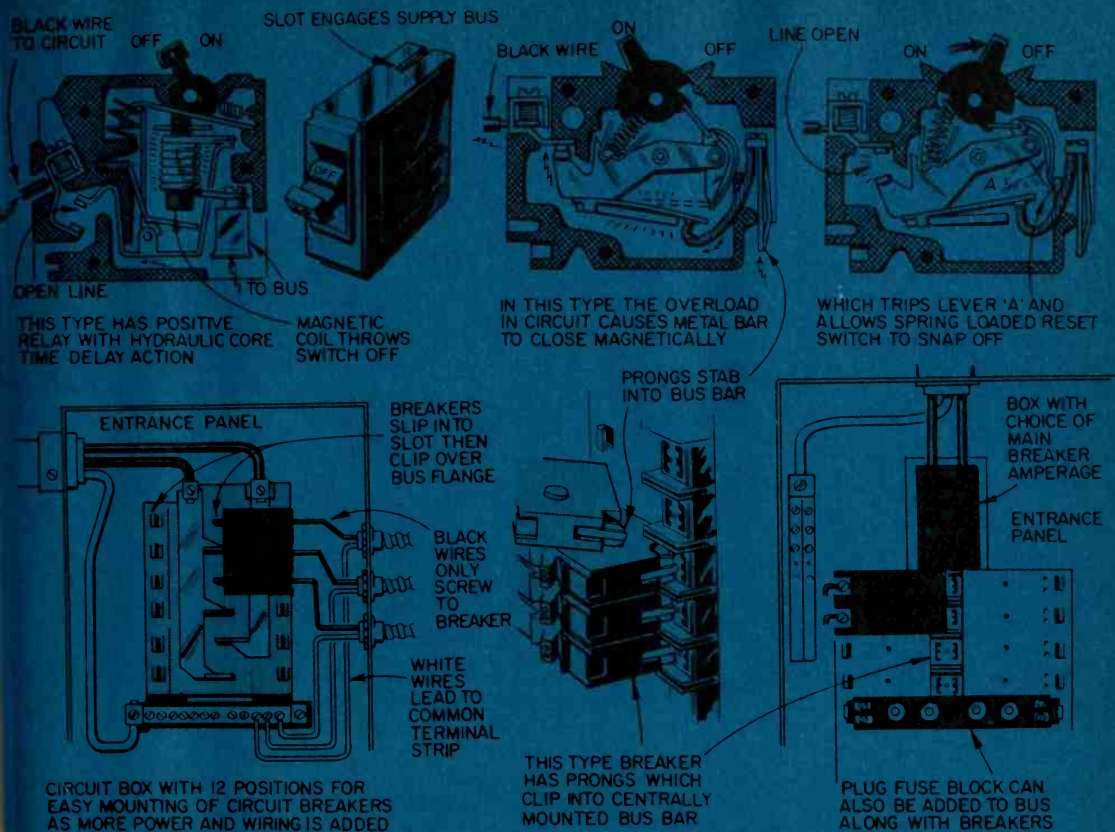 BLACK WIRE
TO CIRCUIT
OFF
ON
OPEN LINE
TO BUS
THIS TYPE HAS POSITIVE
RELAY WITH HYDRAULIC CORE
TIME DELAY ACTION
MAGNETIC
COIL THROWS
SWITCH OFF
SLOT ENGAGES SUPPLY BUS
OFF
BLACK WIRE
ON
OFF
IN THIS TYPE THE OVERLOAD
IN CIRCUIT CAUSES METAL BAR
TO CLOSE MAGNETICALLY
LINE OPEN
ON
OFF
A
WHICH TRIPS LEVER 'A' AND
ALLOWS SPRING LOADED RESET
SWITCH TO SNAP OFF
ENTRANCE PANEL
BREAKERS
SLIP INTO
SLOT THEN
CLIP OVER
BUS FLANGE
BLACK
WIRES
ONLY
SCREW
TO
BREAKER
WHITE
WIRES
LEAD TO
COMMON
TERMINAL
STRIP
CIRCUIT BOX WITH 12 POSITIONS FOR
EASY MOUNTING OF CIRCUIT BREAKERS
AS MORE POWER AND WIRING IS ADDED
PRONGS STAB
INTO BUS BAR
THIS TYPE BREAKER
HAS PRONGS WHICH
CLIP INTO CENTRALLY
MOUNTED BUS BAR
BOX WITH
CHOICE OF
MAIN
BREAKER
AMPERAGE
ENTRANCE
PANEL
PLUG FUSE BLOCK CAN
ALSO BE ADDED TO BUS
ALONG WITH BREAKERS